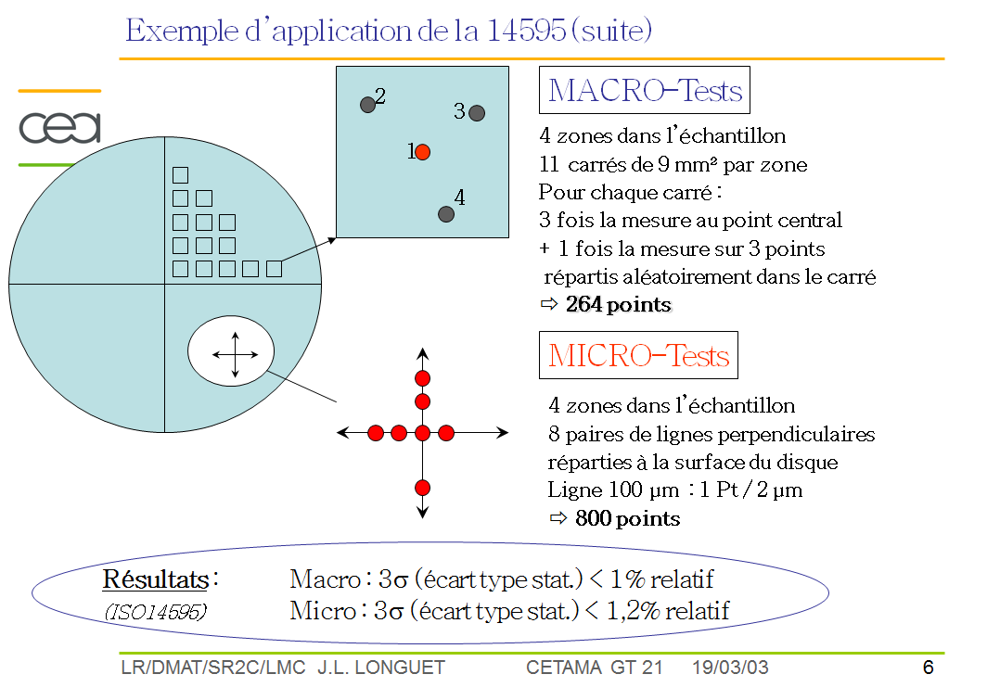 Exemple d’application de la 14595 (suite)
cea
2
3
1
4
MACRO-Tests
4 zones dans l’échantillon
11 carrés de 9 mm² par zone
Pour chaque carré :
3 fois la mesure au point central
+ 1 fois la mesure sur 3 points
répartis aléatoirement dans le carré
⇨ 264 points
MICRO-Tests
4 zones dans l’échantillon
8 paires de lignes perpendiculaires
réparties à la surface du disque
Ligne 100 µm : 1 Pt / 2 µm
⇨ 800 points
Résultats : Macro : 3σ (écart type stat.) < 1% relatif
(ISO14595) Micro : 3σ (écart type stat.) < 1,2% relatif
LR/DMAT/SR2C/LMC J.L. LONGUET CETAMA GT 21 19/03/03 6